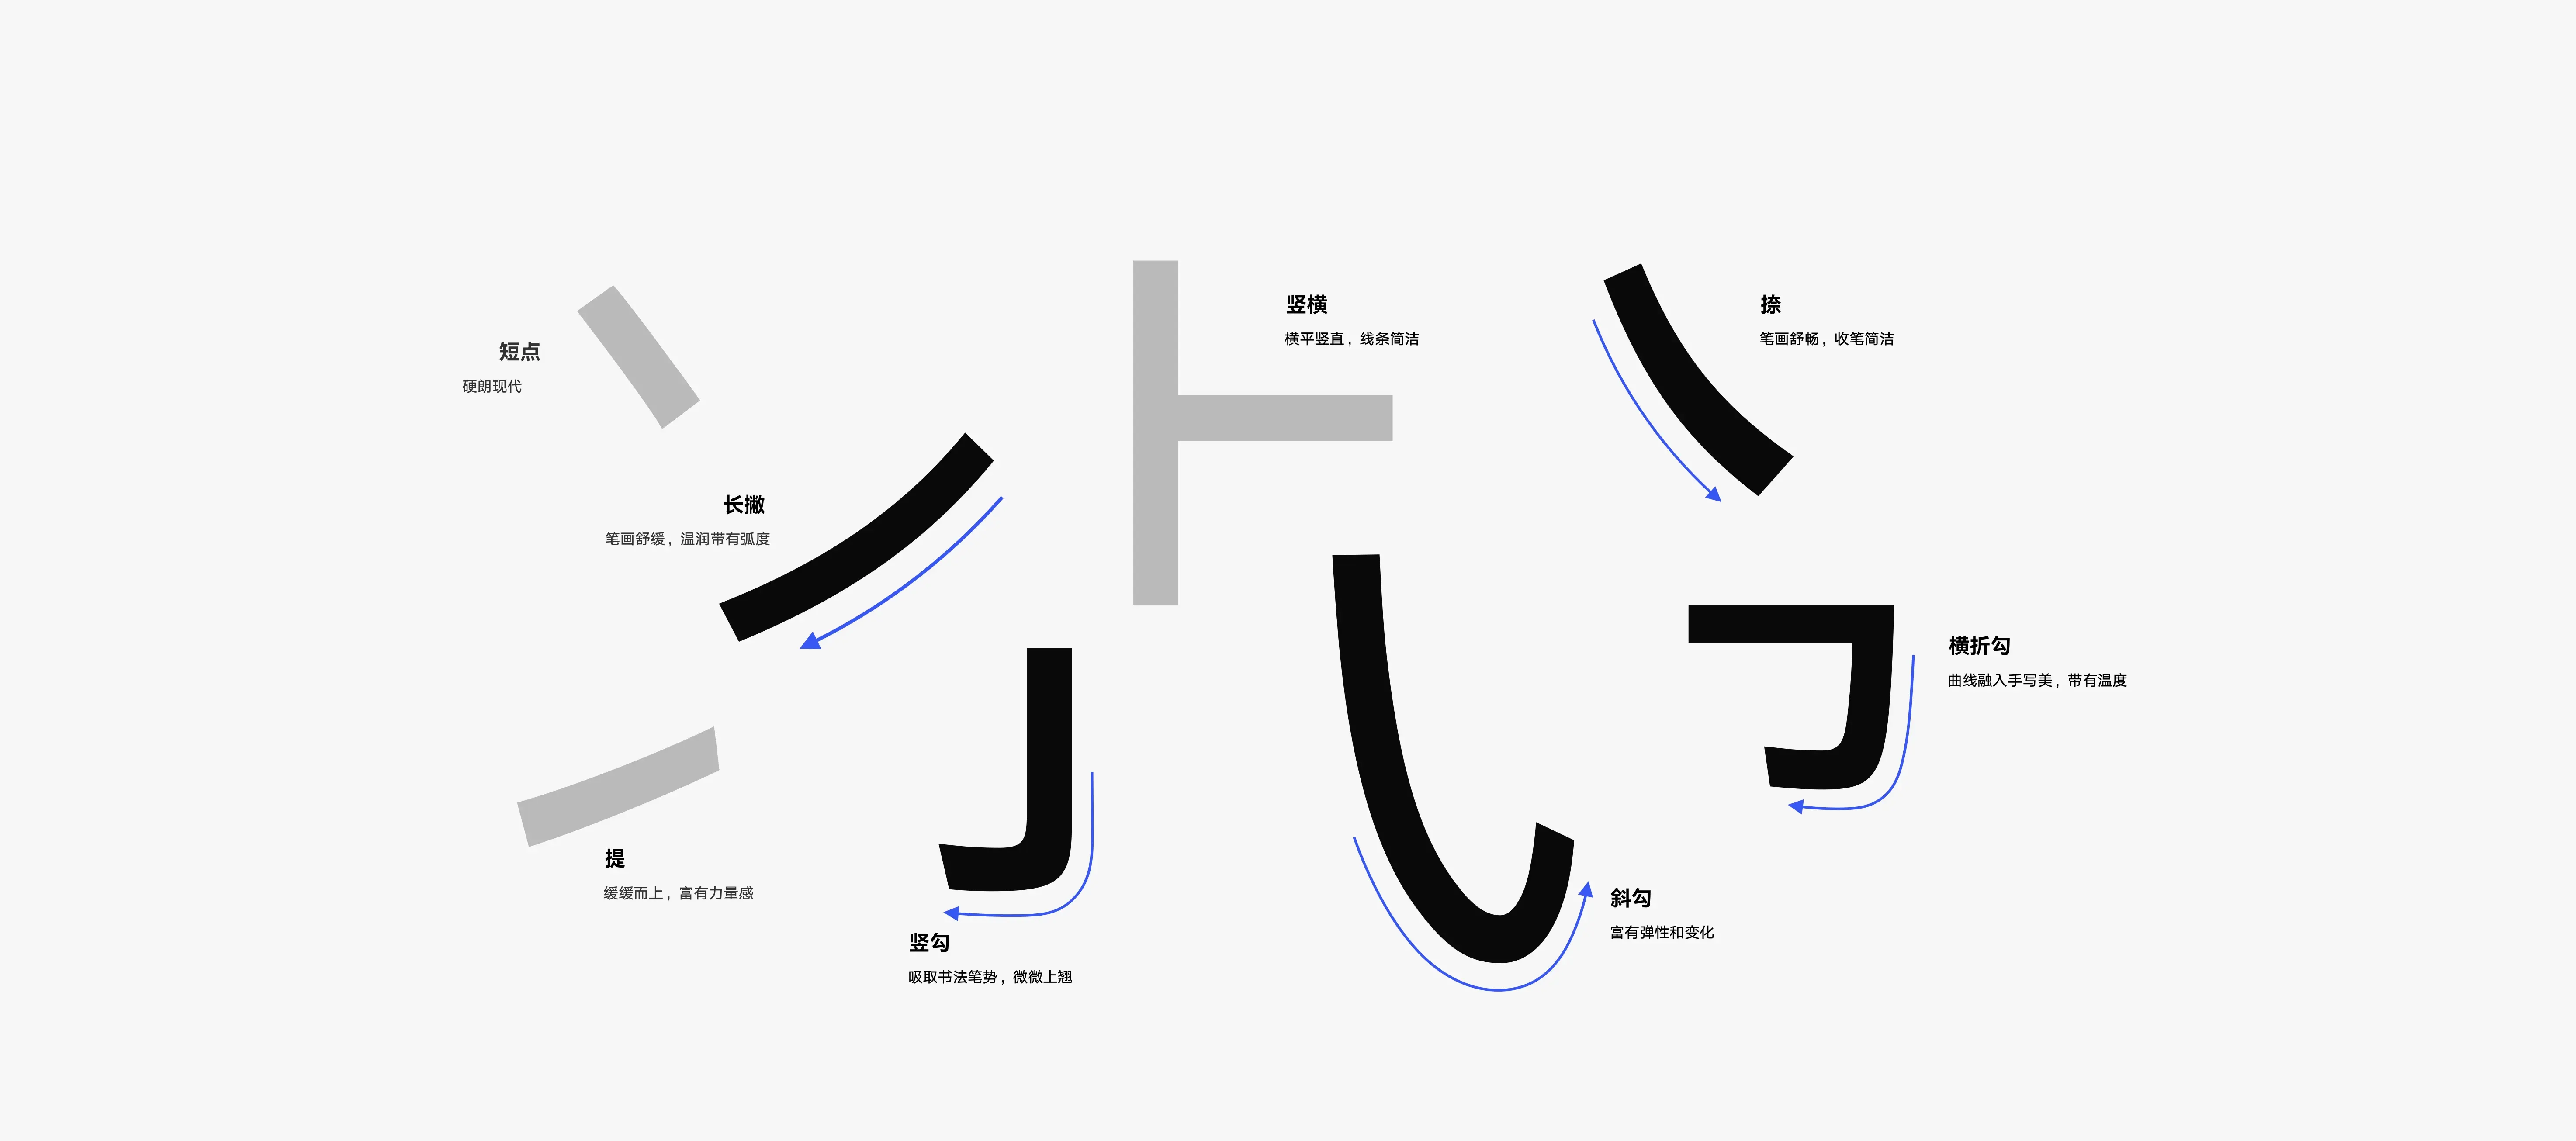 短点
硬朗现代
长撇
笔画舒缓，温润带有弧度
提
缓缓而上，富有力量感
竖勾
吸取书法笔势，微微上翘
竖横
横平竖直，线条简洁
捺
笔画舒畅，收笔简洁
横折勾
曲线融入手写美，带有温度
斜勾
富有弹性和变化